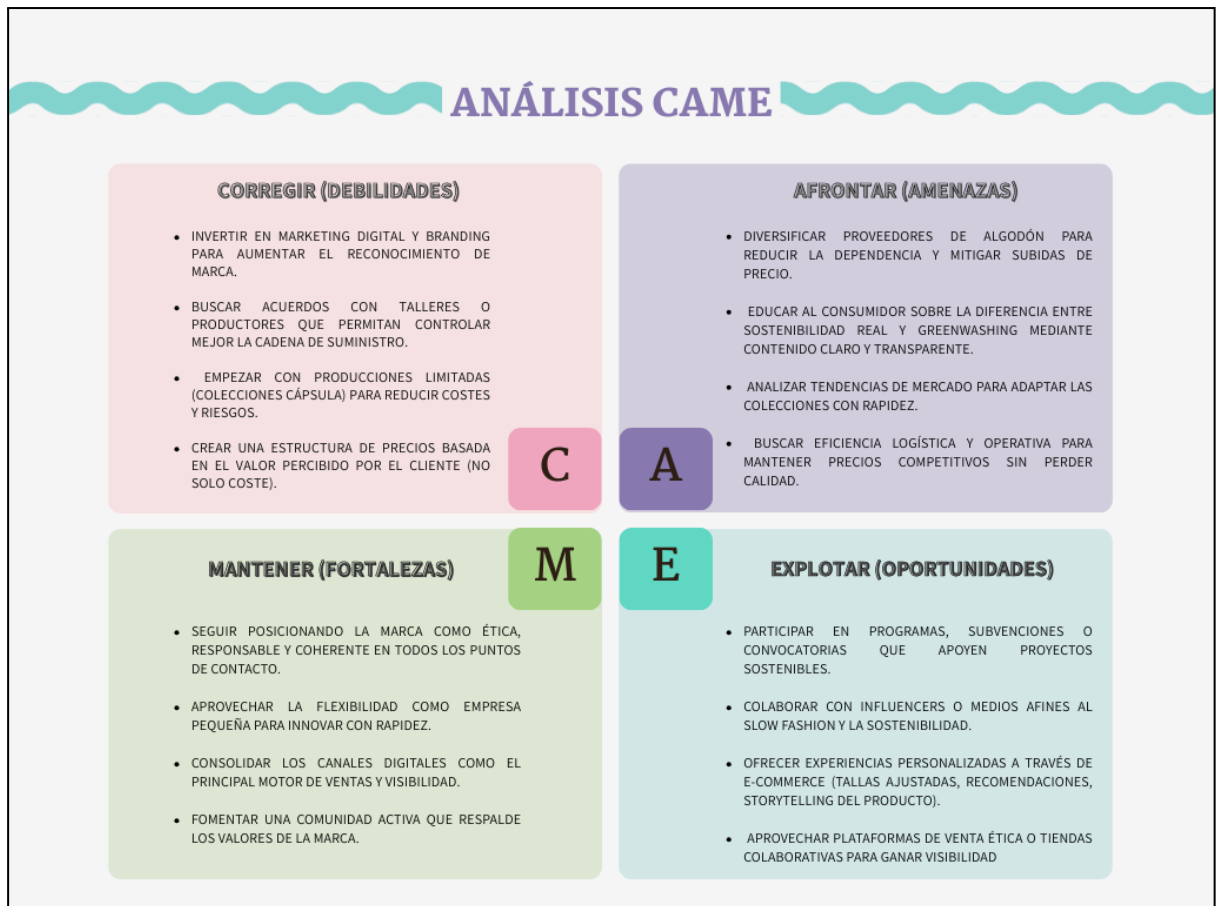 ANÁLISIS CAME
CORREGIR (DEBILIDADES)
• INVERTIR EN MARKETING DIGITAL Y BRANDING
PARA AUMENTAR EL RECONOCIMIENTO DE
MARCA.
• BUSCAR ACUERDOS CON TALLERES O
PRODUCTORES QUE PERMITAN CONTROLAR
MEJOR LA CADENA DE SUMINISTRO.
• EMPEZAR CON PRODUCCIONES LIMITADAS
(COLECCIONES CÁPSULA) PARA REDUCIR COSTES
Y RIESGOS.
• CREAR UNA ESTRUCTURA DE PRECIOS BASADA
EN EL VALOR PERCIBIDO POR EL CLIENTE (NO
SOLO COSTE).
C
AFRONTAR (AMENAZAS)
• DIVERSIFICAR PROVEEDORES DE ALGODÓN PARA
REDUCIR LA DEPENDENCIA Y MITIGAR SUBIDAS DE
PRECIO.
• EDUCAR AL CONSUMIDOR SOBRE LA DIFERENCIA ENTRE
SOSTENIBILIDAD REAL Y GREENWASHING MEDIANTE
CONTENIDO CLARO Y TRANSPARENTE.
• ANALIZAR TENDENCIAS DE MERCADO PARA ADAPTAR LAS
COLECCIONES CON RAPIDEZ.
• BUSCAR EFICIENCIA LOGÍSTICA Y OPERATIVA PARA
MANTENER PRECIOS COMPETITIVOS SIN PERDER
CALIDAD.
A
MANTENER (FORTALEZAS)
M
• SEGUIR POSICIONANDO LA MARCA COMO ÉTICA,
RESPONSABLE Y COHERENTE EN TODOS LOS PUNTOS
DE CONTACTO.
• APROVECHAR LA FLEXIBILIDAD COMO EMPRESA
PEQUEÑA PARA INNOVAR CON RAPIDEZ.
• CONSOLIDAR LOS CANALES DIGITALES COMO EL
PRINCIPAL MOTOR DE VENTAS Y VISIBILIDAD.
• FOMENTAR UNA COMUNIDAD ACTIVA QUE RESPALDE
LOS VALORES DE LA MARCA.
E
EXPLOTAR (OPORTUNIDADES)
• PARTICIPAR EN PROGRAMAS, SUBVENCIONES O
CONVOCATORIAS QUE APOYEN PROYECTOS
SOSTENIBLES.
• COLABORAR CON INFLUENCERS O MEDIOS AFINES AL
SLOW FASHION Y LA SOSTENIBILIDAD.
• OFRECER EXPERIENCIAS PERSONALIZADAS A TRAVÉS DE
E-COMMERCE (TALLAS AJUSTADAS, RECOMENDACIONES,
STORYTELLING DEL PRODUCTO).
• APROVECHAR PLATAFORMAS DE VENTA ÉTICA O TIENDAS
COLABORATIVAS PARA GANAR VISIBILIDAD